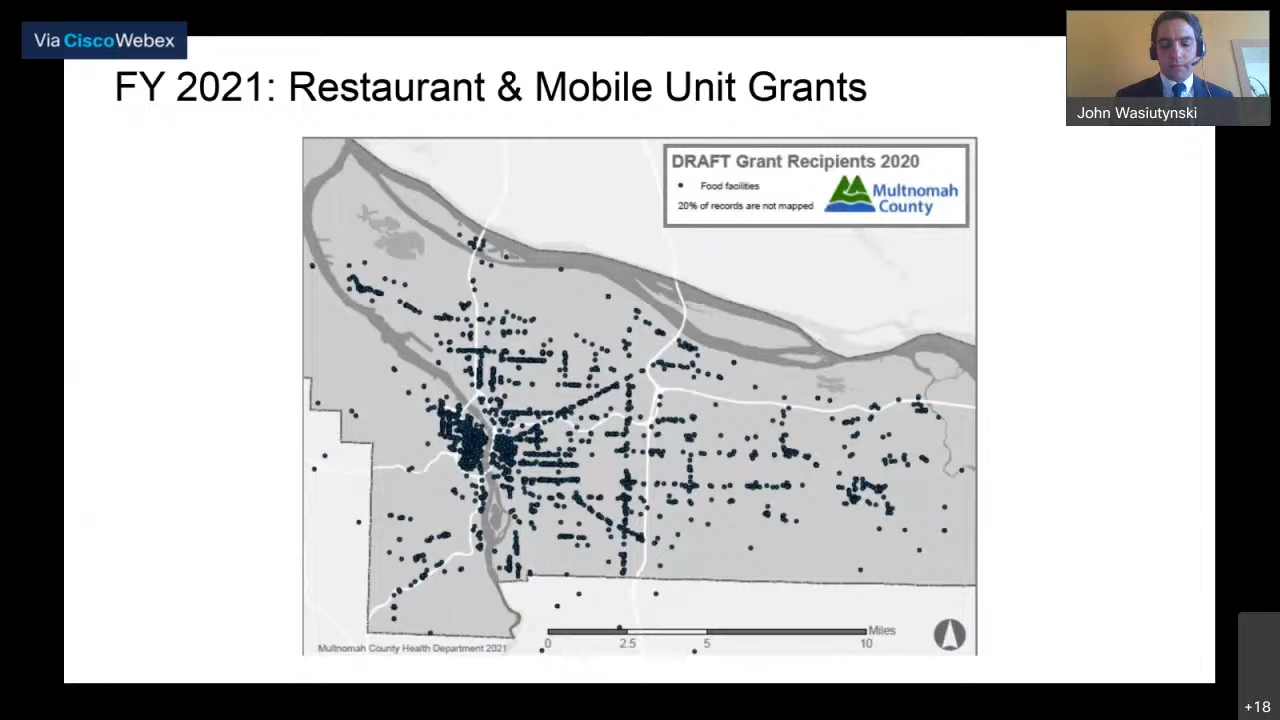 Via CiscoWebex
FY 2021: Restaurant & Mobile Unit Grants
John Wasiutynski
DRAFT Grant Recipients 2020
Food facilities
20% of records are not mapped
Multnomah
County
Miles
0 2.5 5 10
Multnomah County Health Department 2021
+18